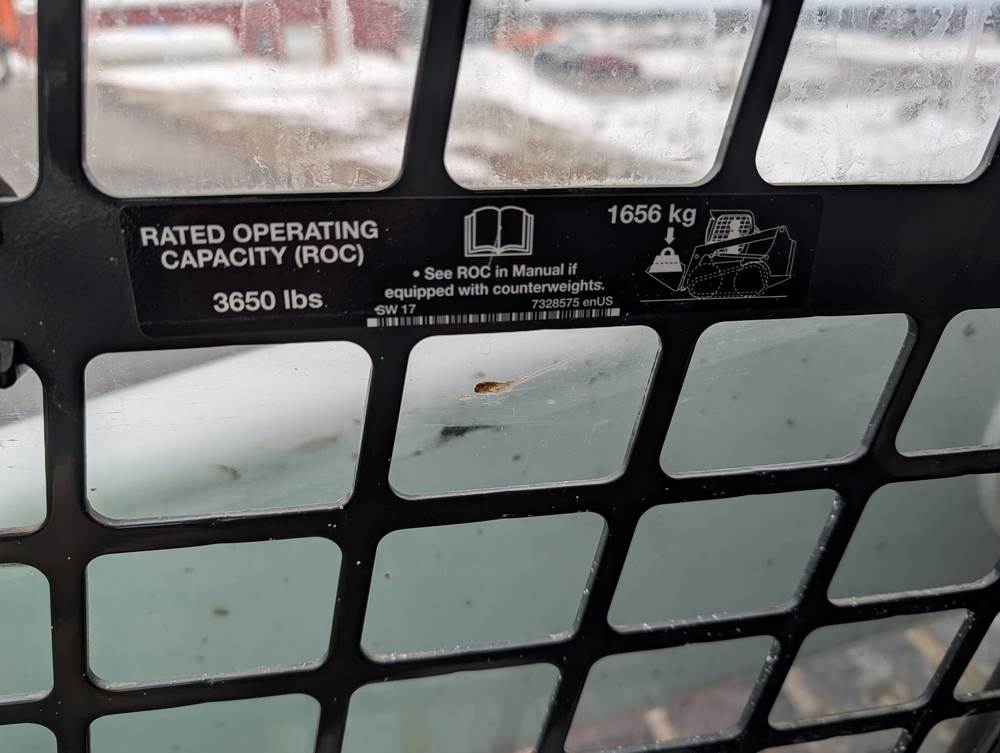 RATED OPERATING
CAPACITY (ROC)
3650 lbs
• See ROC in Manual if
equipped with counterweights.
SW 17
7328575 enUS
1656 kg